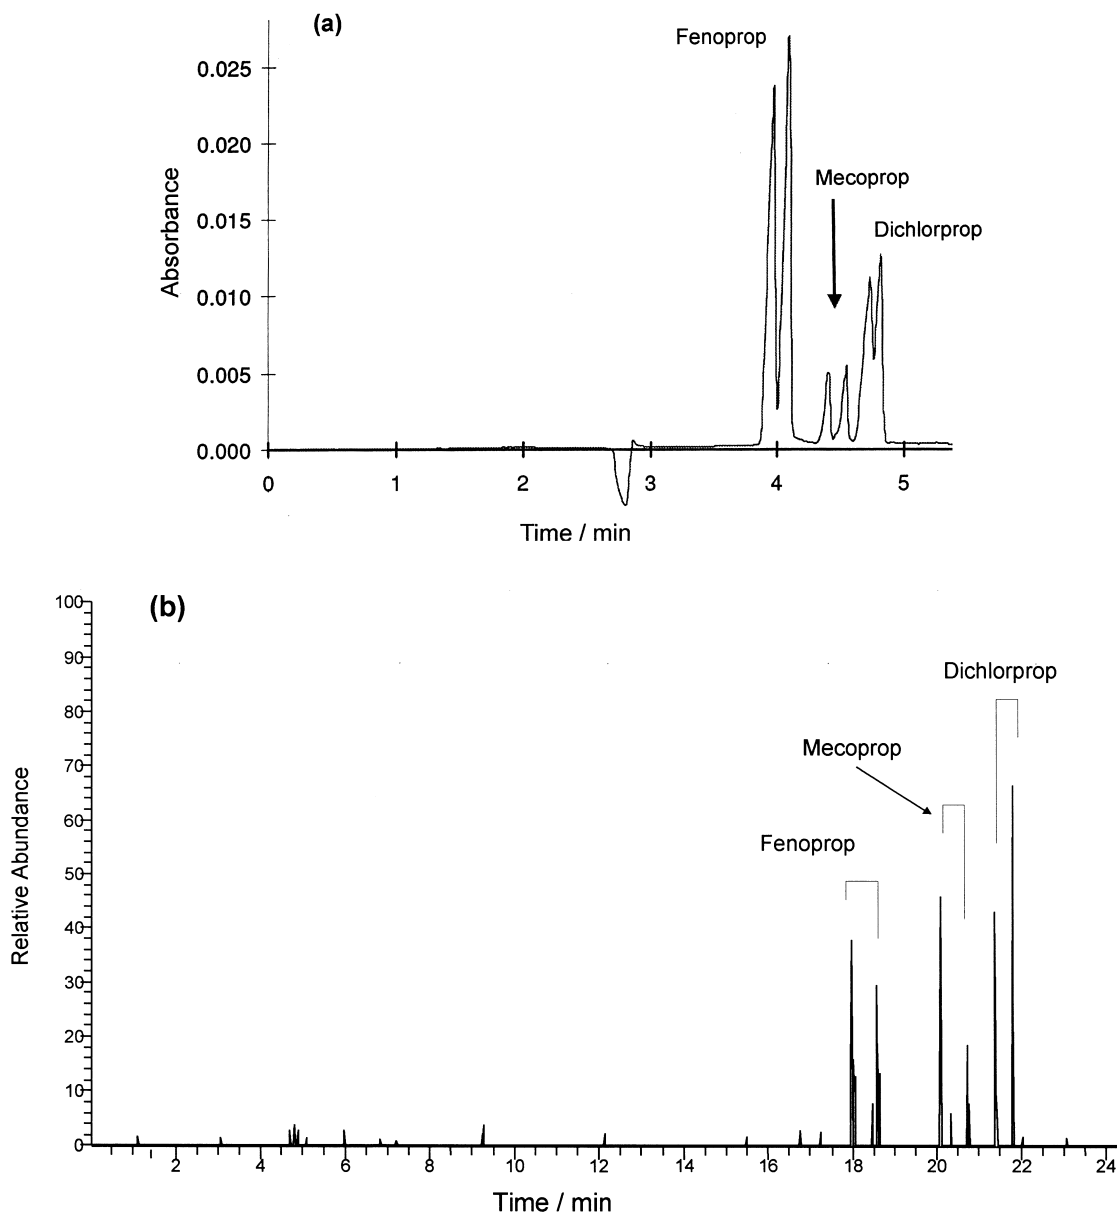 (a)
Fenoprop
0.025
0.020
Mecoprop
Absorbance
0.015
Dichlorprop
0.010
0.005
0.000
0 1 2 3 4 5
Time / min
(b)
100
90
Dichlorprop
80
Mecoprop
70
Relative Abundance
60
Fenoprop
50
40
30
20
10
0
2 4 6 8 10 12 14 16 18 20 22 24
Time / min